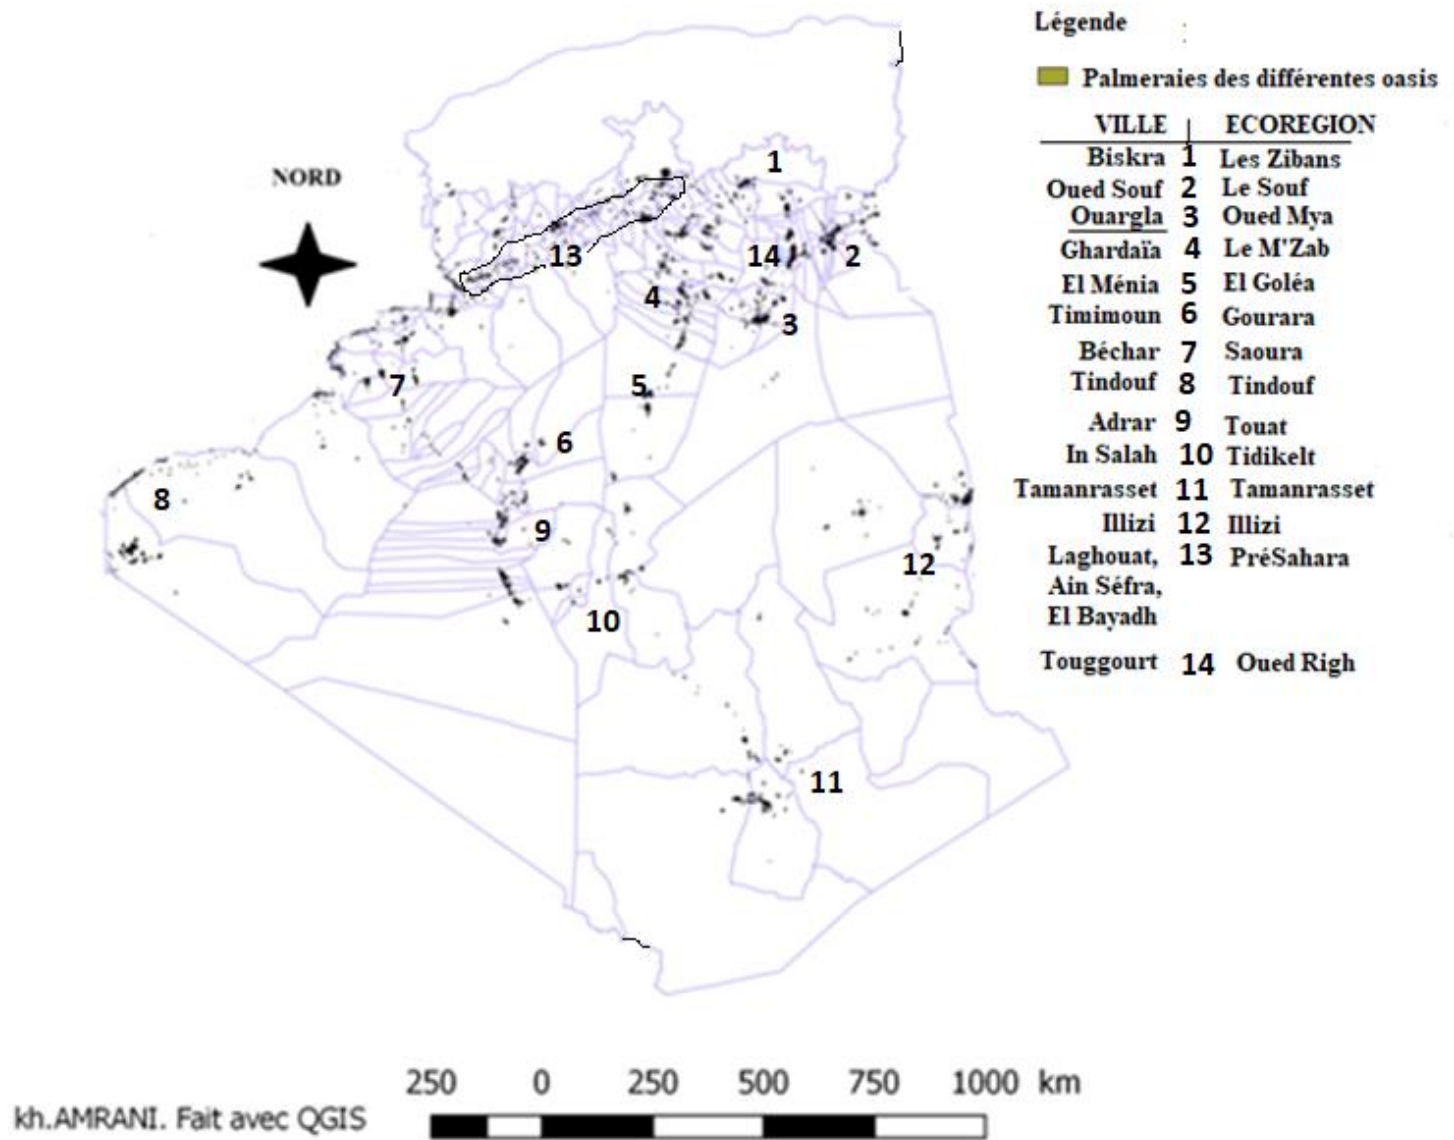 Légende
Palmeraies des différentes oasis
VILLE | ECOREGION
Biskra 1 Les Zibans
Oued Souf 2 Le Souf
Ouargla 3 Oued Mya
Ghardaïa 4 Le M'Zab
El Ménia 5 El Goléa
Timimoun 6 Gourara
Béchar 7 Saoura
Tindouf 8 Tindouf
Adrar 9 Touat
In Salah 10 Tidikelt
Tamanrasset 11 Tamanrasset
Illizi 12 Illizi
Laghouat, 13 PréSahara
Ain Séfra,
El Bayadh
Touggourt 14 Oued Righ
NORD
1
13
14
2
4
3
7
5
6
8
9
12
10
11
250 0 250 500 750 1000 km
kh.AMRANI. Fait avec QGIS